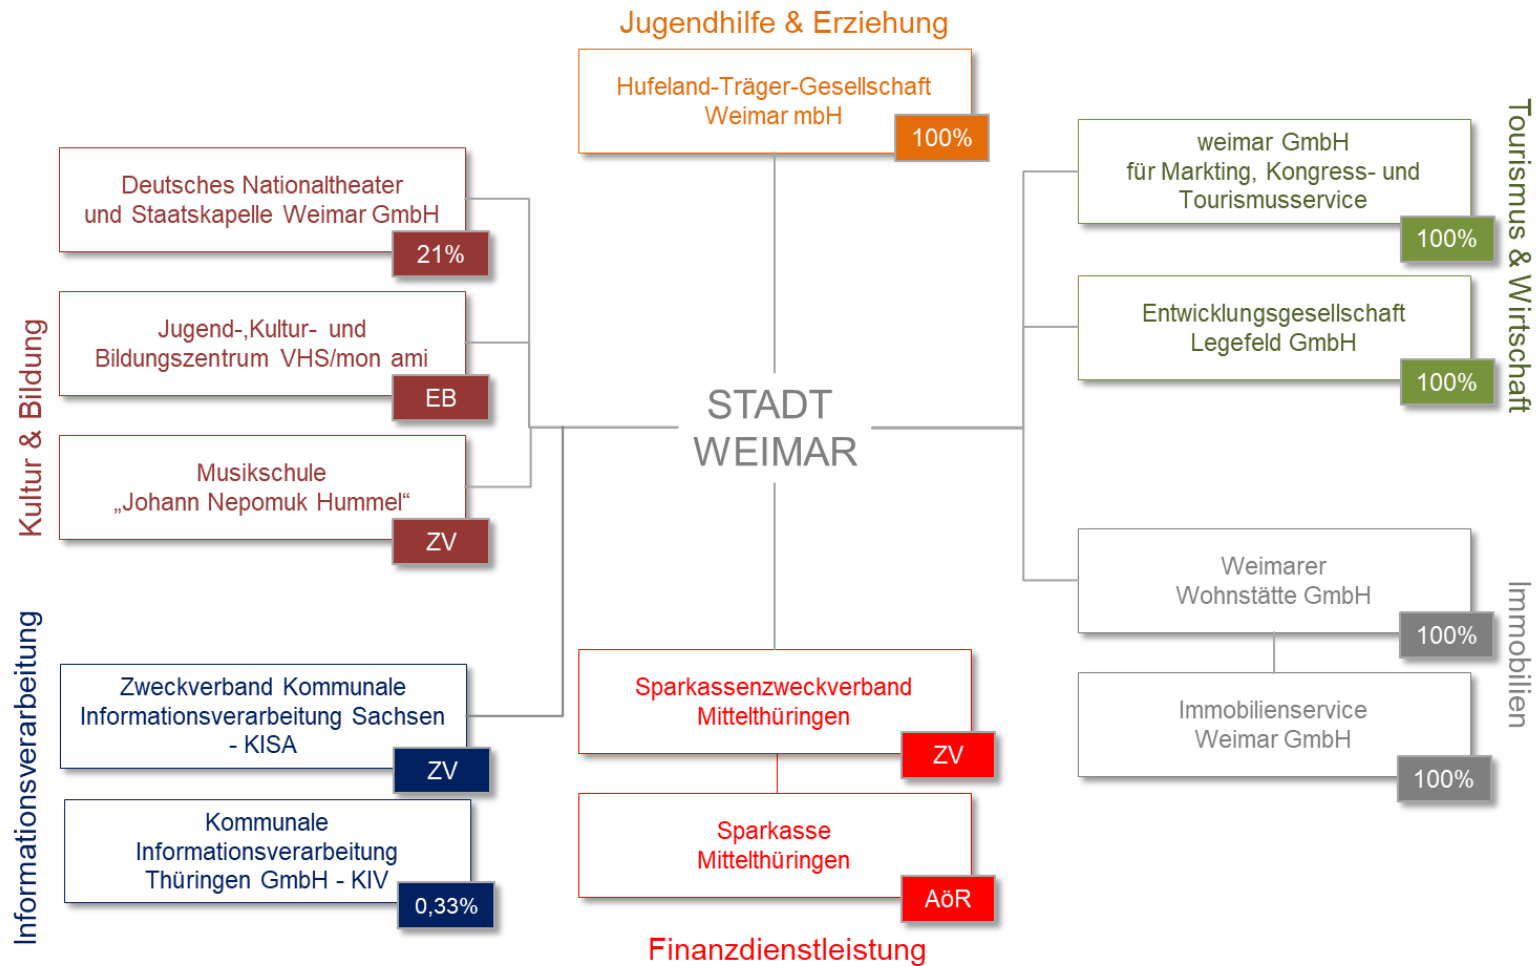 Jugendhilfe & Erziehung
Hufeland-Träger-Gesellschaft
Weimar mbH
100%
Kultur & Bildung
Deutsches Nationaltheater
und Staatskapelle Weimar GmbH
21%
Jugend-,Kultur- und
Bildungszentrum VHS/mon ami
EB
Musikschule
„Johann Nepomuk Hummel“
ZV
Informationsverarbeitung
Zweckverband Kommunale
Informationsverarbeitung Sachsen
- KISA
ZV
Kommunale
Informationsverarbeitung
Thüringen GmbH - KIV
0,33%
STADT
WEIMAR
Sparkassenzweckverband
Mittelthüringen
ZV
Sparkasse
Mittelthüringen
AöR
Finanzdienstleistung
Tourismus & Wirtschaft
weimar GmbH
für Markting, Kongress- und
Tourismusservice
100%
Entwicklungsgesellschaft
Legefeld GmbH
100%
Immobilien
Weimarer
Wohnstätte GmbH
100%
Immobilienservice
Weimar GmbH
100%